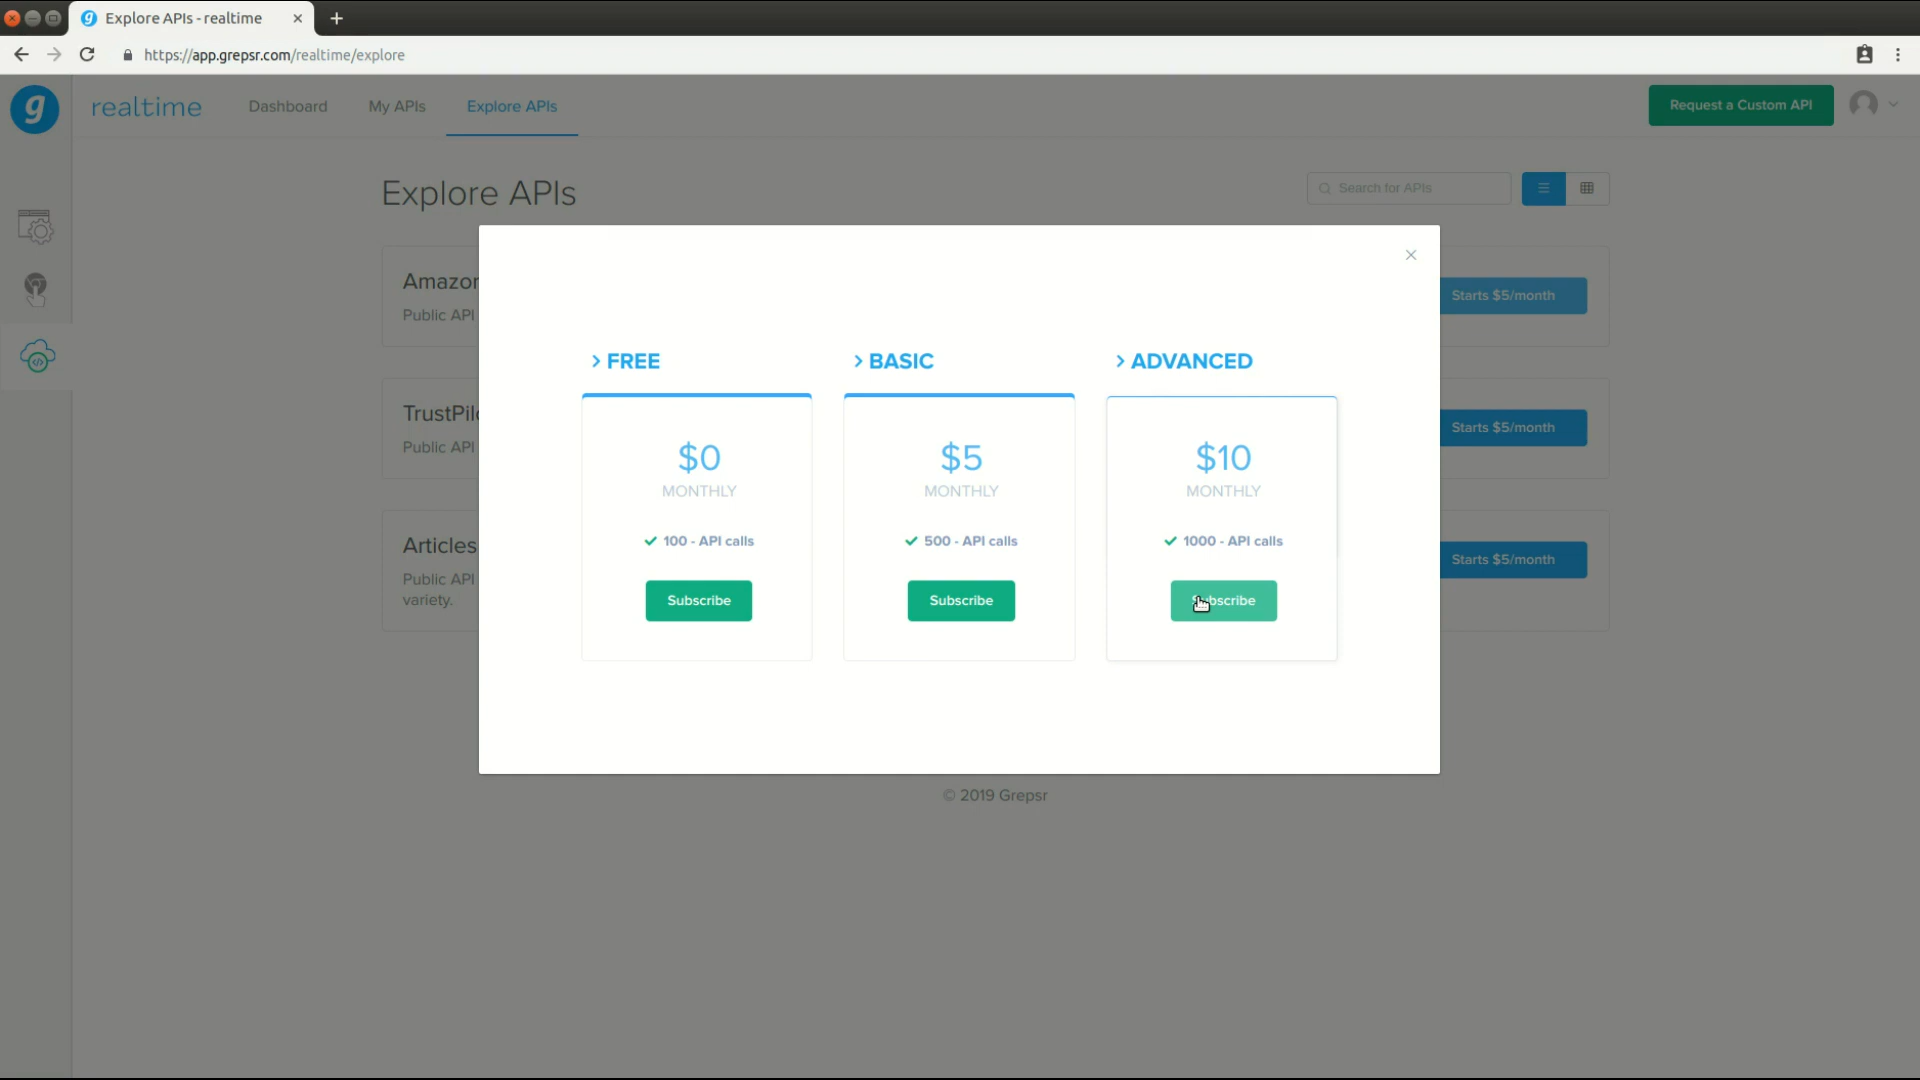 Explore APIs - realtime
https://app.grepsr.com/realtime/explore
g
realtime
Dashboard
My APIs
Explore APIs
Request a Custom API
Explore APIs
Search for APIs
Amazon
Public API
Starts $5/month
TrustPil
Public API
Starts $5/month
Articles
Public API
variety.
Starts $5/month
> FREE
$0
MONTHLY
100 - API calls
Subscribe
> BASIC
$5
MONTHLY
500 - API calls
Subscribe
> ADVANCED
$10
MONTHLY
1000 - API calls
Subscribe
© 2019 Grepsr